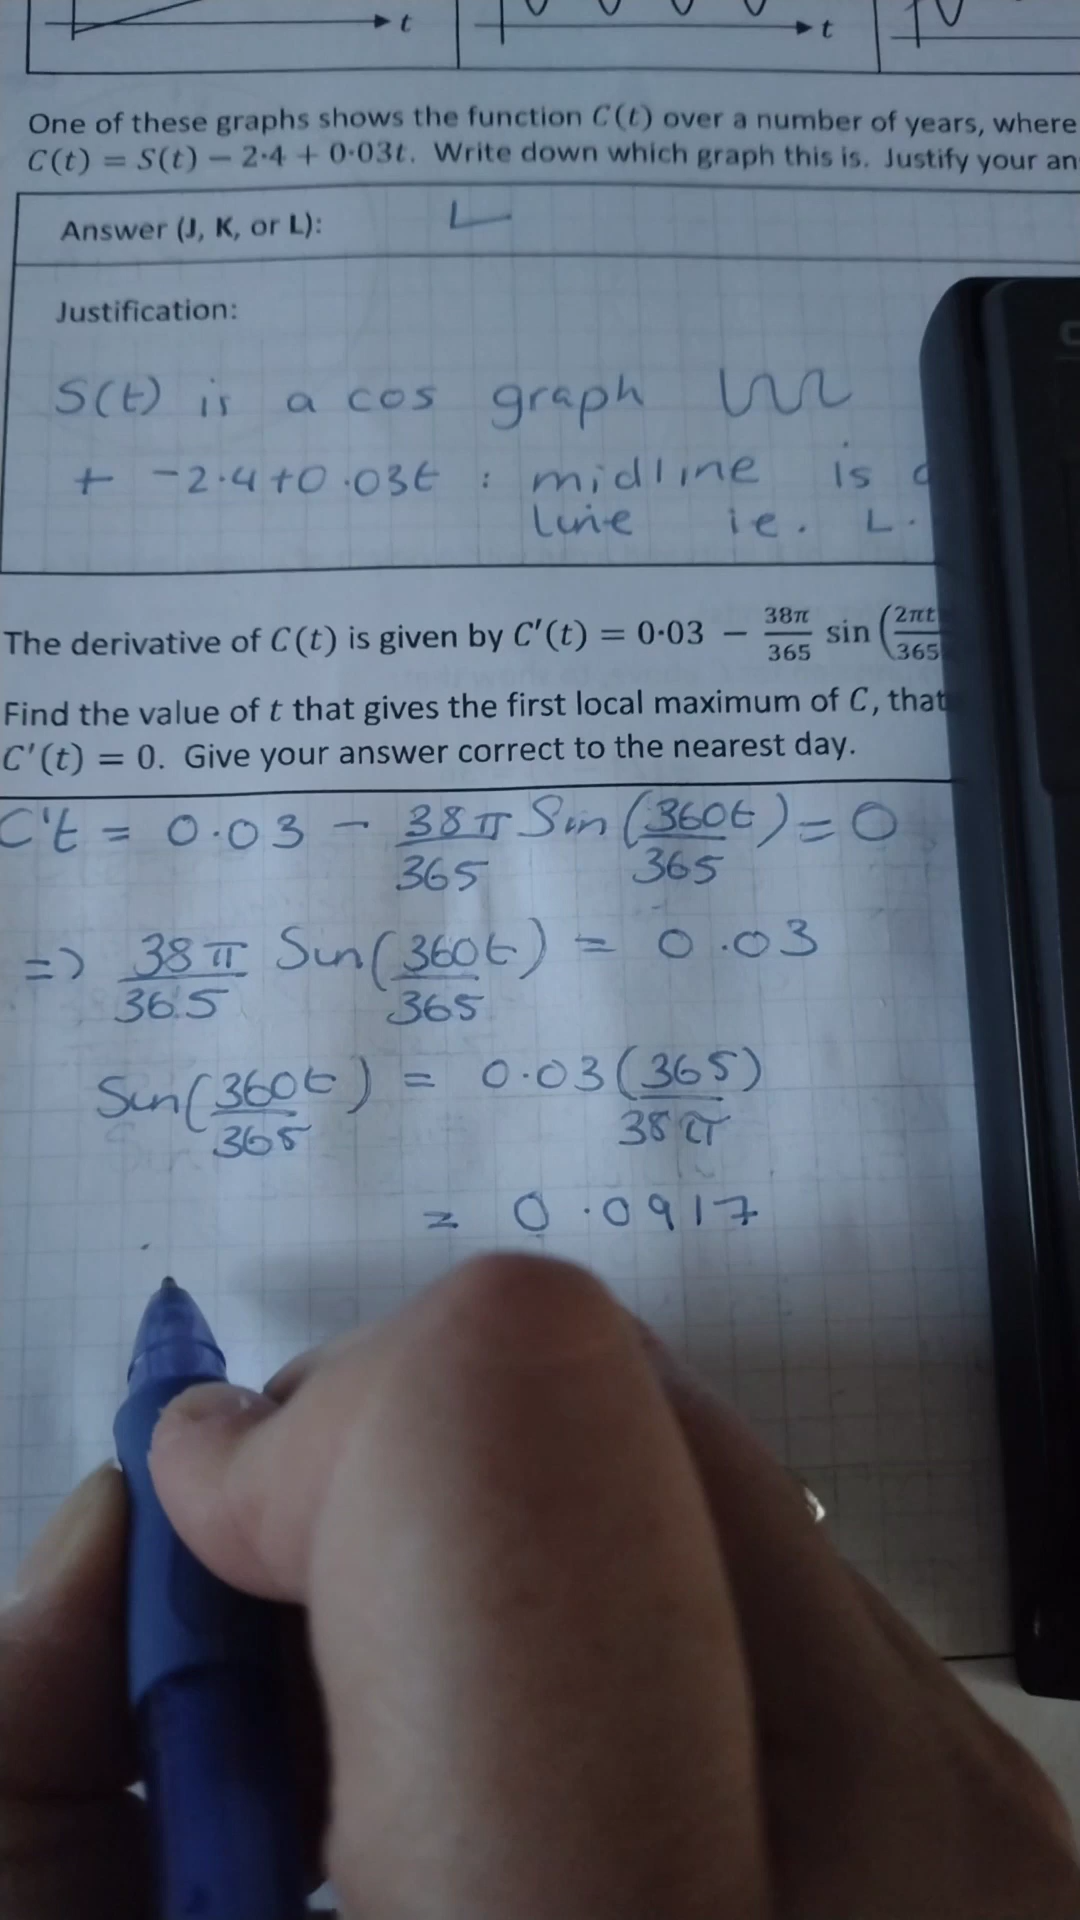 t t
One of these graphs shows the function C(t) over a number of years, where
C(t) = S(t) − 2·4 + 0·03t. Write down which graph this is. Justify your an
Answer (J, K, or L): L
Justification:
S(t) is a cos graph
+ -2.4+0.03t : midline is a
line ie. L.
The derivative of C(t) is given by C′(t) = 0·03 − 38π/365 sin (2πt/365
Find the value of t that gives the first local maximum of C, that
C′(t) = 0. Give your answer correct to the nearest day.
C't = 0.03 - 38π/365 Sin(360t/365) = 0
=> 38π/365 Sin(360t/365) = 0.03
Sin(360t/365) = 0.03(365)/38π
= 0.0917